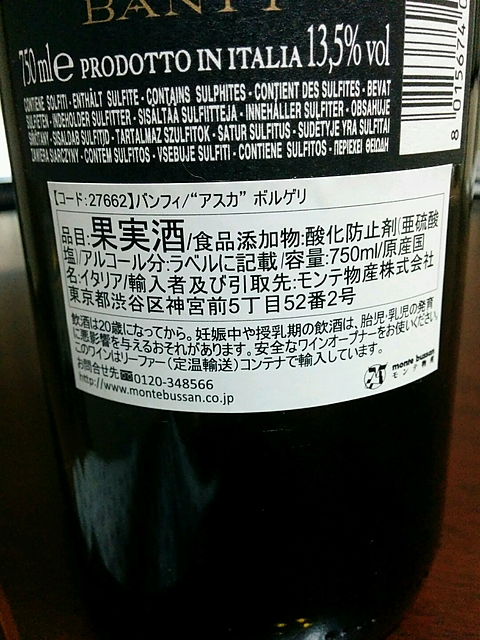 BANFI
750 ml e PRODOTTO IN ITALIA 13,5% vol
CONTIENE SOLFITI - ENTHÄLT SULFITE - CONTAINS SULPHITES - CONTIENT DES SULFITES - BEVAT
SULFIETEN - INDEHOLDER SULFITTER - SISÄLTÄÄ SULFIITTEJA - INNEHÅLLER SULFITER - OBSAHUJE
SIŘIČITANY - SISALDAB SULFITID - TARTALMAZ SZULFITOK - SATUR SULFITUS - SUDĖTYJE YRA SULFITAI
ZAWIERA SIARCZYNY - CONTÉM SULFITOS - VSEBUJE SULFITI - CONTIENE SULFITOS - ΠΕΡΙΕΧΕΙ ΘΕΙΩΔΗ
8 015674 0
【コード:27662】バンフィ/“アスカ” ボルゲリ
品目:果実酒/食品添加物:酸化防止剤(亜硫酸
塩)/アルコール分:ラベルに記載/容量:750ml/原産国
名:イタリア/輸入者及び引取先:モンテ物産株式会社
東京都渋谷区神宮前5丁目52番2号
飲酒は20歳になってから。妊娠中や授乳期の飲酒は、胎児・乳児の発育
に悪影響を与えるおそれがあります。安全なワインオープナーをお使いください。
このワインはリーファー(定温輸送)コンテナで輸入しています。
お問合せ先☎0120-348566
http://www.montebussan.co.jp
monte bussan
モンテ物産